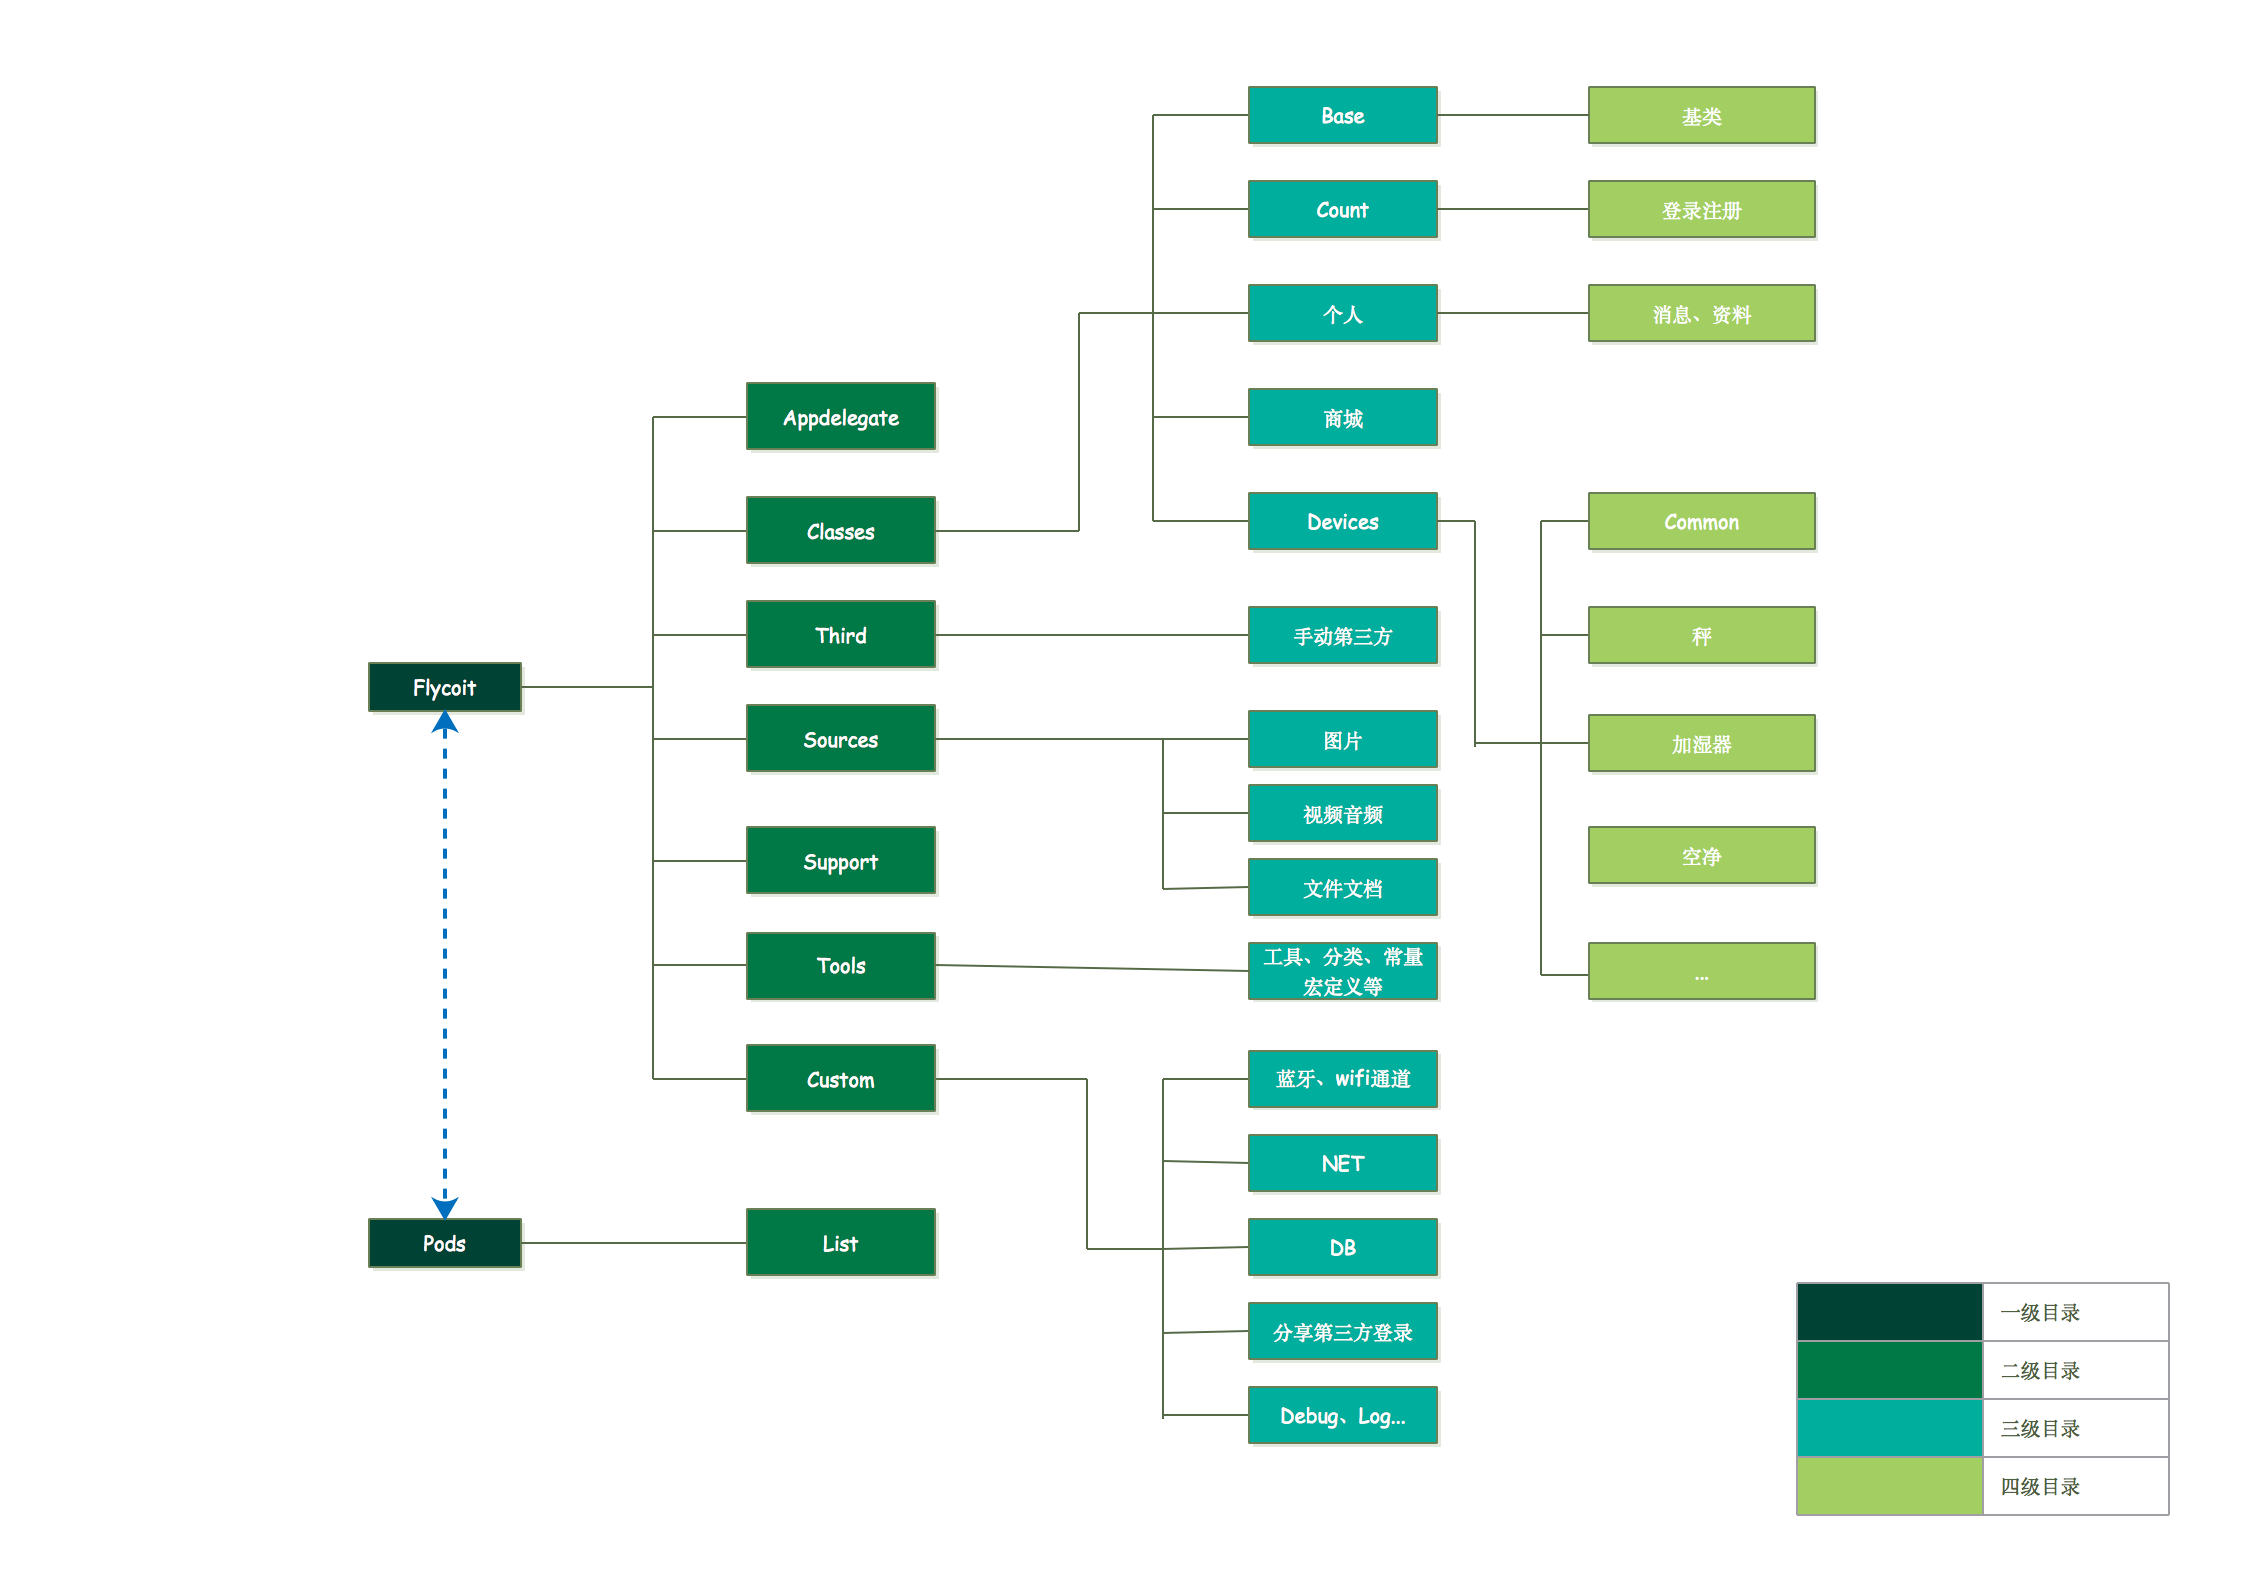 Base
基类
Count
登录注册
个人
消息、资料
Appdelegate
商城
Classes
Devices
Common
Third
手动第三方
秤
Flycoit
Sources
图片
加湿器
视频音频
Support
文件文档
空净
Tools
工具、分类、常量
宏定义等
...
Custom
蓝牙、wifi通道
NET
Pods
List
DB
分享第三方登录
Debug、Log...
一级目录
二级目录
三级目录
四级目录